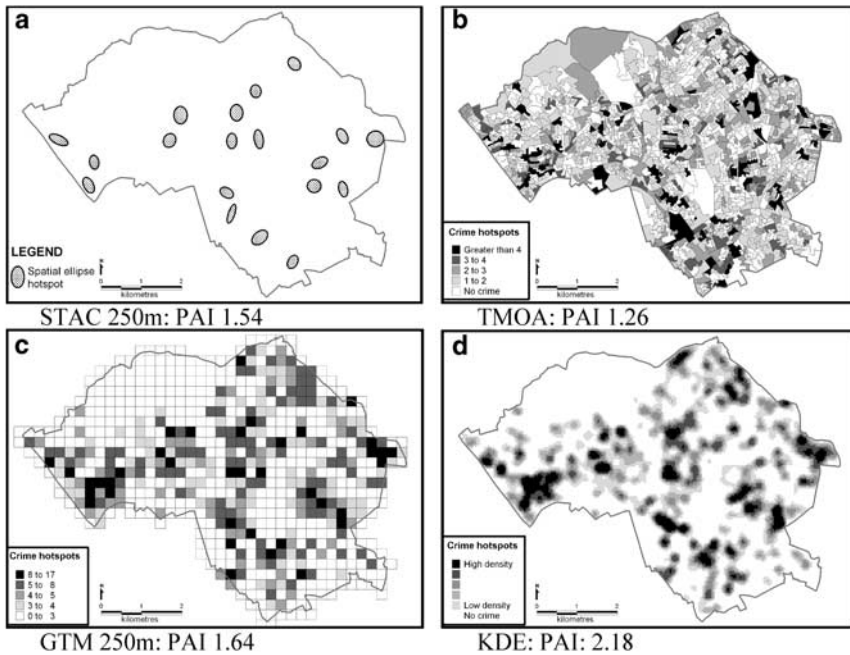 a
LEGEND
Spatial ellipse
hotspot
0 1 2
kilometres
STAC 250m: PAI 1.54
b
Crime hotspots
Greater than 4
3 to 4
2 to 3
1 to 2
No crime
0 1 2
kilometres
TMOA: PAI 1.26
c
Crime hotspots
8 to 17
5 to 8
4 to 5
3 to 4
0 to 3
0 1 2
kilometres
GTM 250m: PAI 1.64
d
Crime hotspots
High density
Low density
No crime
0 1 2
kilometres
KDE: PAI: 2.18